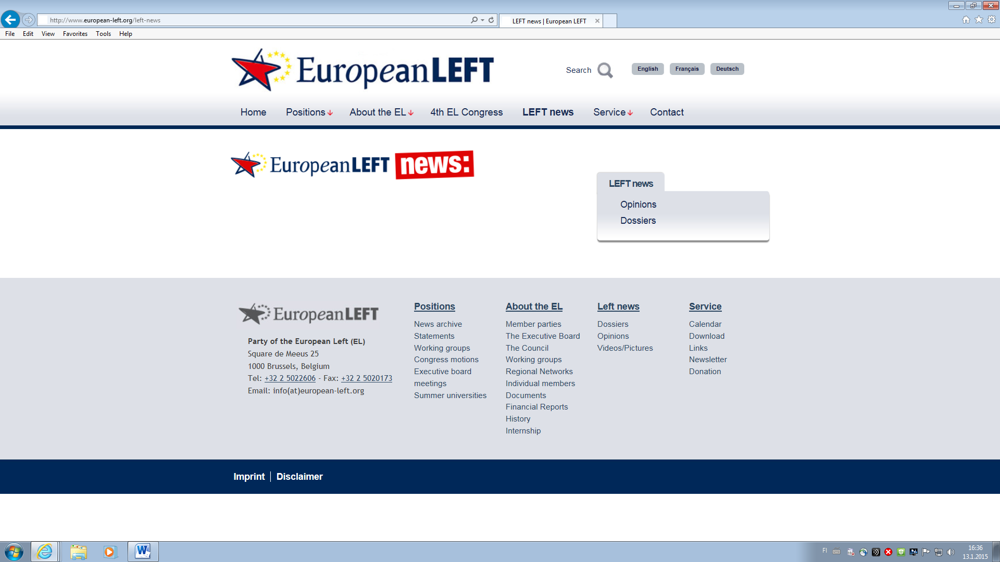 http://www.european-left.org/left-news
LEFT news | European LEFT
File Edit View Favorites Tools Help
EuropeanLEFT
Search
English Français Deutsch
Home Positions About the EL 4th EL Congress LEFT news Service Contact
EuropeanLEFT news:
LEFT news
Opinions
Dossiers
EuropeanLEFT
Party of the European Left (EL)
Square de Meeus 25
1000 Brussels, Belgium
Tel: +32 2 5022606 - Fax: +32 2 5020173
Email: info(at)european-left.org
Positions
News archive
Statements
Working groups
Congress motions
Executive board
meetings
Summer universities
About the EL
Member parties
The Executive Board
The Council
Working groups
Regional Networks
Individual members
Documents
Financial Reports
History
Internship
Left news
Dossiers
Opinions
Videos/Pictures
Service
Calendar
Download
Links
Newsletter
Donation
Imprint | Disclaimer
W
FI
16:36
13.1.2015